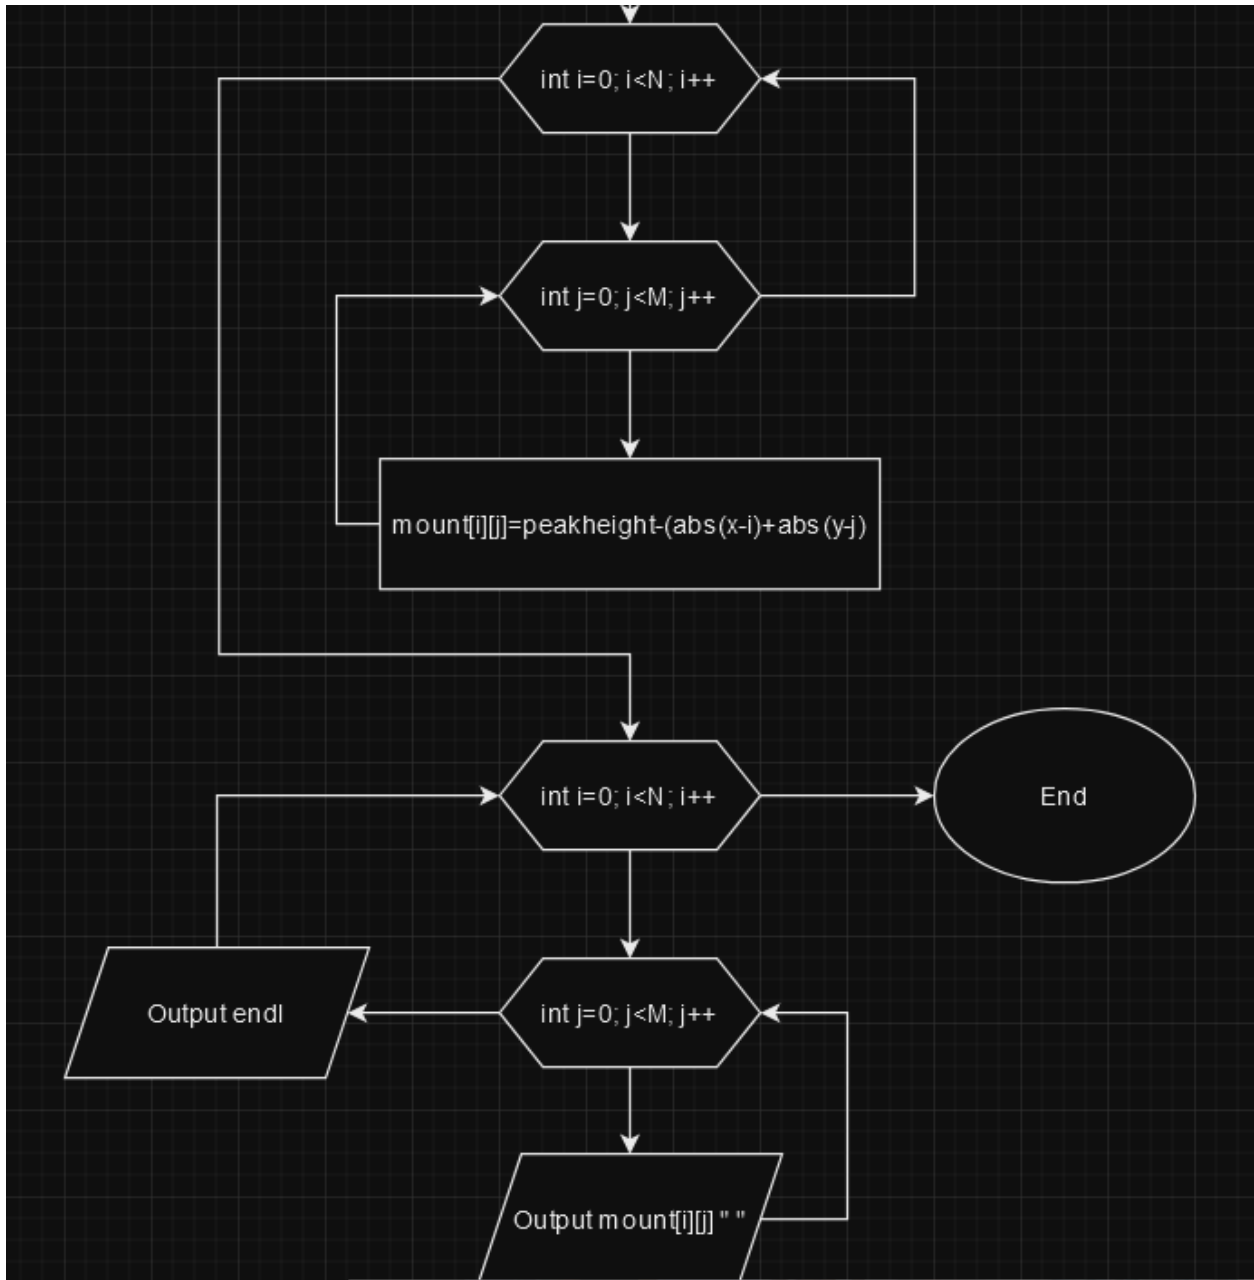 int i=0; i<N; i++
int j=0; j<M; j++
mount[i][j]=peakheight-(abs(x-i)+abs(y-j)
int i=0; i<N; i++
End
Output endl
int j=0; j<M; j++
Output mount[i][j] " "